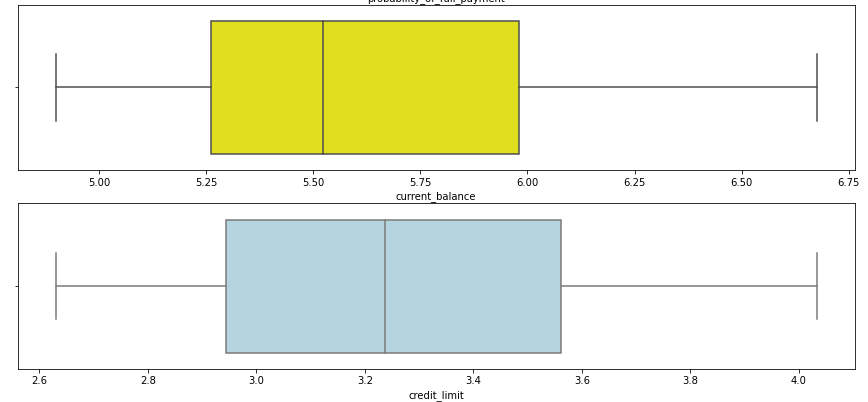 probability_of_full_payment
5.00 5.25 5.50 5.75 6.00 6.25 6.50 6.75
current_balance
2.6 2.8 3.0 3.2 3.4 3.6 3.8 4.0
credit_limit